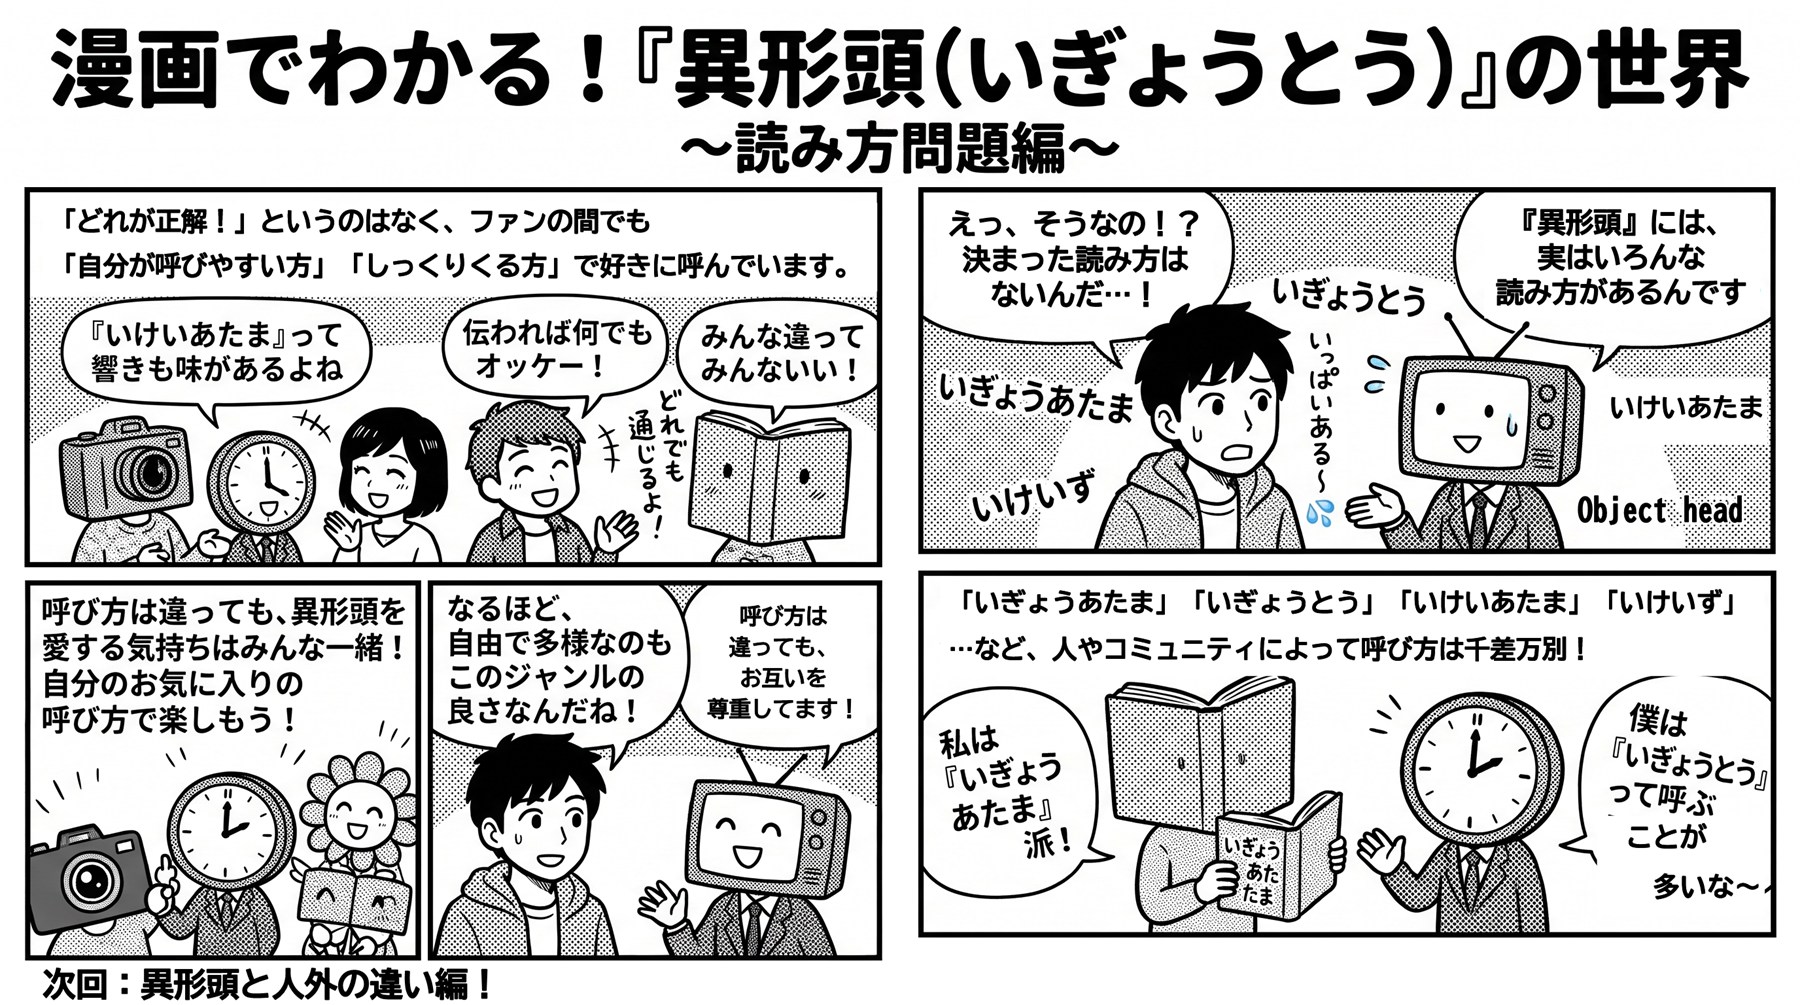 漫画でわかる!『異形頭(いぎょうとう)』の世界
～読み方問題編～
『異形頭』には、
実はいろんな
読み方があるんです
えっ、そうなの！？
決まった読み方は
ないんだ…！
いぎょうとう
いぎょうあたま
いけいず
いっぱいある～
いけいあたま
Object head
「いぎょうあたま」「いぎょうとう」「いけいあたま」「いけいず」
…など、人やコミュニティによって呼び方は千差万別！
僕は
『いぎょうとう』
って呼ぶ
ことが
多いな～
私は
『いぎょう
あたま』
派！
いぎょう
あた
たま
「どれが正解！」というのはなく、ファンの間でも
「自分が呼びやすい方」「しっくりくる方」で好きに呼んでいます。
みんな違って
みんないい！
伝われば何でも
オッケー！
『いけいあたま』って
響きも味があるよね
どれでも
通じるよ！
呼び方は
違っても、
お互いを
尊重してます！
なるほど、
自由で多様なのも
このジャンルの
良さなんだね！
呼び方は違っても、異形頭を
愛する気持ちはみんな一緒！
自分のお気に入りの
呼び方で楽しもう！
次回：異形頭と人外の違い編！